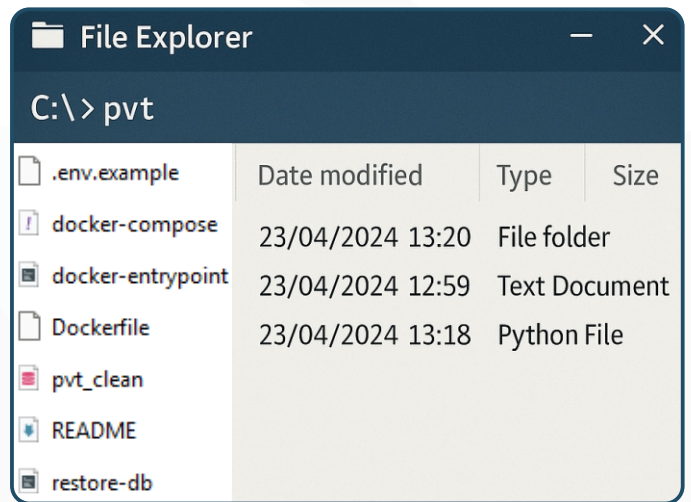 File Explorer
C:\ > pvt
.env.example
docker-compose
docker-entrypoint
Dockerfile
pvt_clean
README
restore-db
Date modified Type Size
23/04/2024 13:20 File folder
23/04/2024 12:59 Text Document
23/04/2024 13:18 Python File